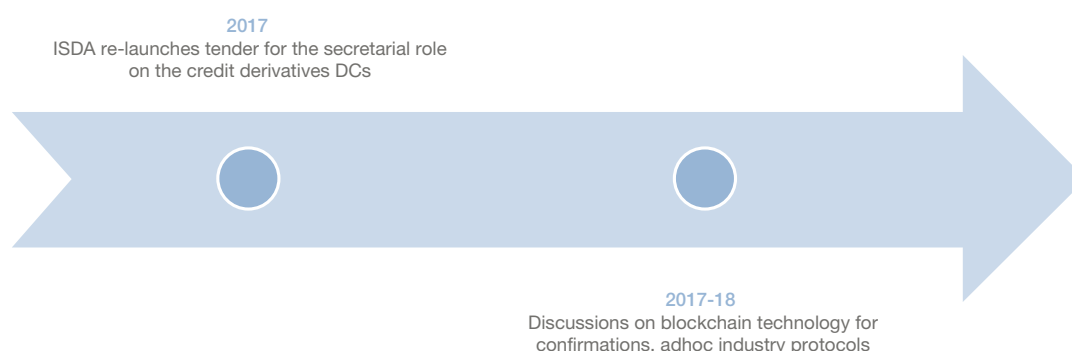 2017
ISDA re-launches tender for the secretarial role
on the credit derivatives DCs
2017-18
Discussions on blockchain technology for
confirmations, adhoc industry protocols